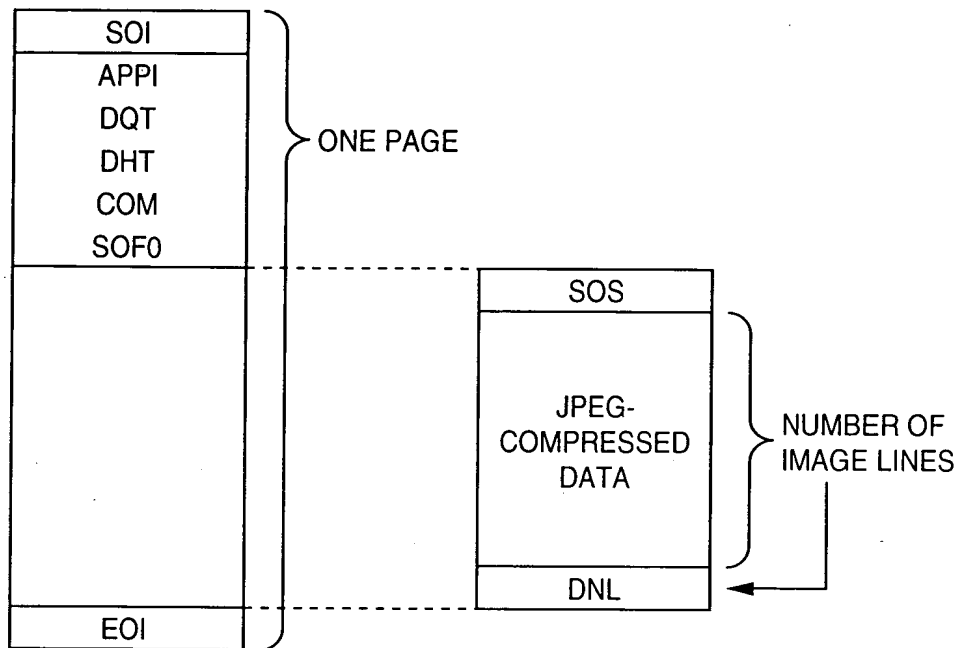 SOI
APPI
DQT
DHT
COM
SOF0
EOI
ONE PAGE
SOS
JPEG-
COMPRESSED
DATA
DNL
NUMBER OF
IMAGE LINES